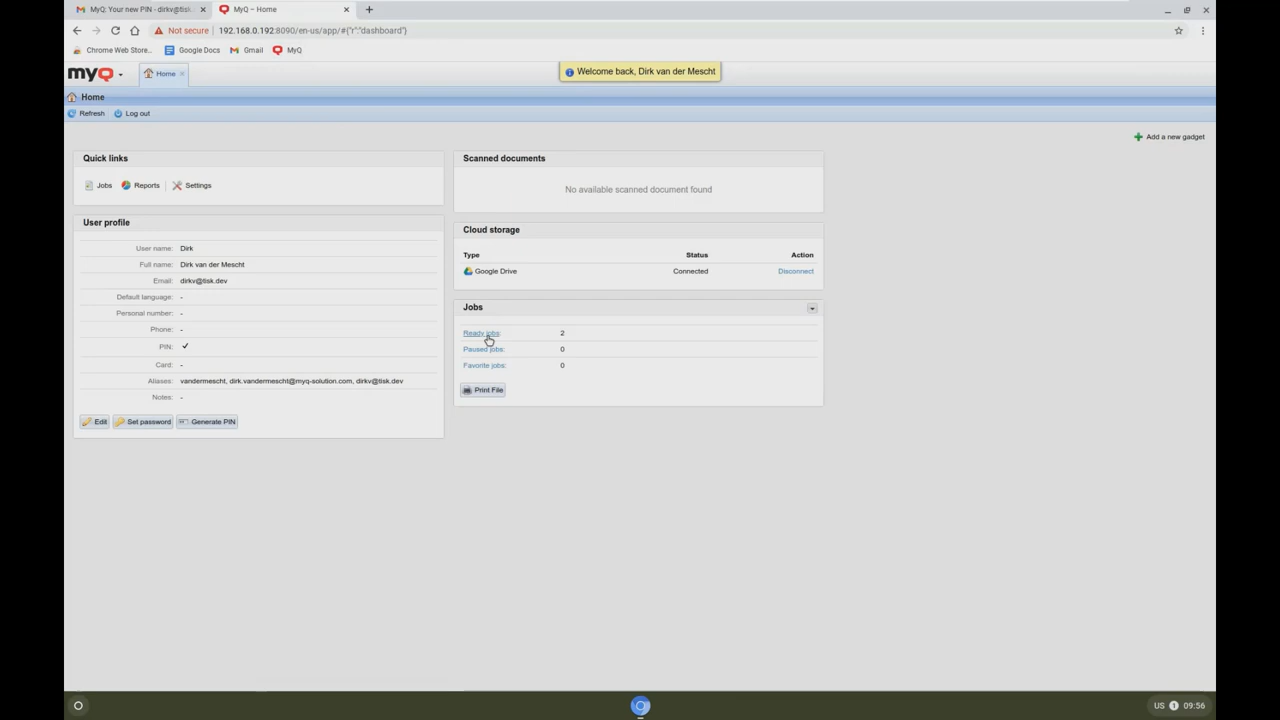 MyQ: Your new PIN - dirkv@tisk.
MyQ – Home
Not secure
192.168.0.192:8090/en-us/app/#{"r":"dashboard"}
Chrome Web Store...
Google Docs
Gmail
MyQ
myQ
Home
Welcome back, Dirk van der Mescht
Home
Refresh
Log out
Add a new gadget
Quick links
Jobs
Reports
Settings
User profile
User name: Dirk
Full name: Dirk van der Mescht
Email: dirkv@tisk.dev
Default language: -
Personal number: -
Phone: -
PIN: ✓
Card: -
Aliases: vandermescht, dirk.vandermescht@myq-solution.com, dirkv@tisk.dev
Notes: -
Edit
Set password
Generate PIN
Scanned documents
No available scanned document found
Cloud storage
Type Status Action
Google Drive Connected Disconnect
Jobs
Ready jobs: 2
Paused jobs: 0
Favorite jobs: 0
Print File
US 1 09:56